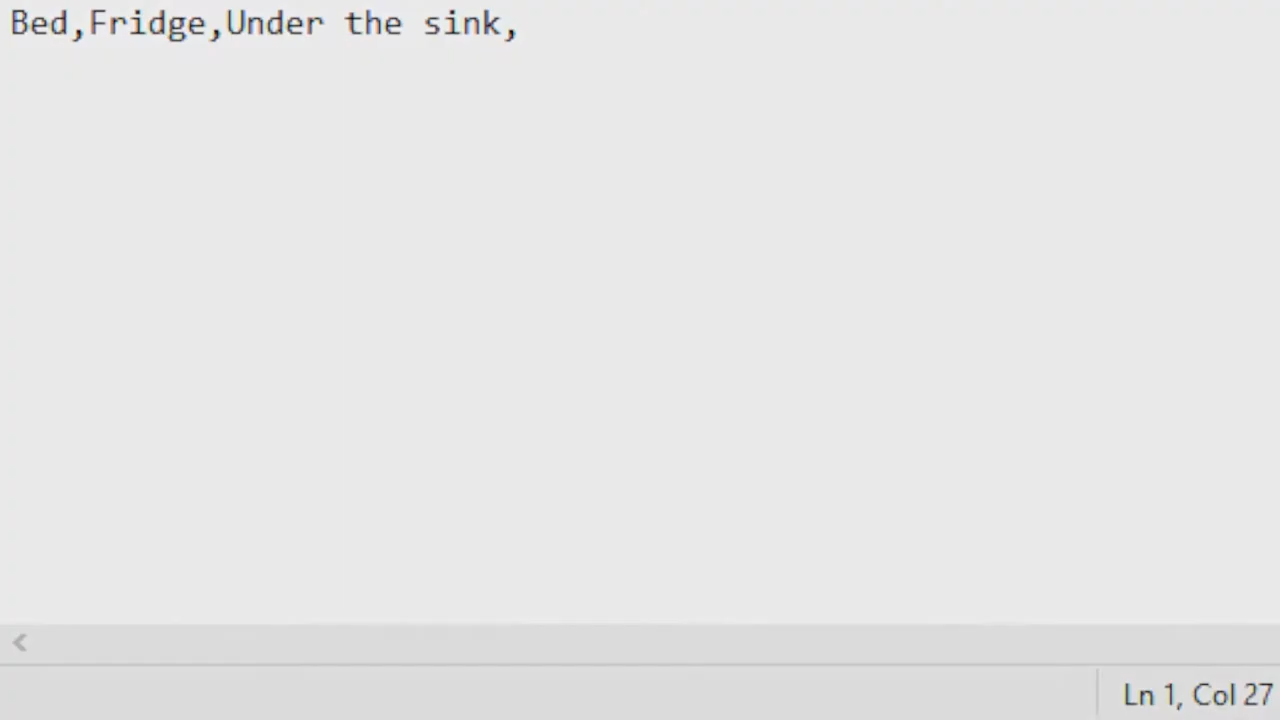 Bed,Fridge,Under the sink,
Ln 1, Col 27